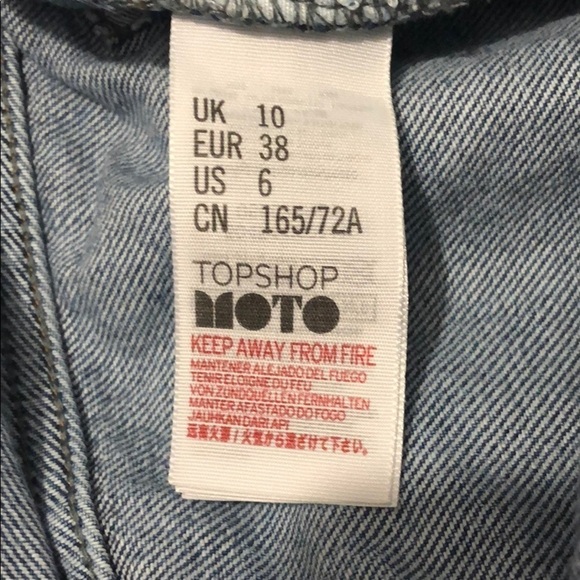 UK 10
EUR 38
US 6
CN 165/72A
TOPSHOP
MOTO
KEEP AWAY FROM FIRE
MANTENER ALEJADO DEL FUEGO
TENIR ELOIGNE DU FEU
VON ZUNDQUELLEN FERNHALTEN
MANTER AFASTADO DO FOGO
JAUHKAN DARI API
远离火源 / 火気から遠ざけて下さい。